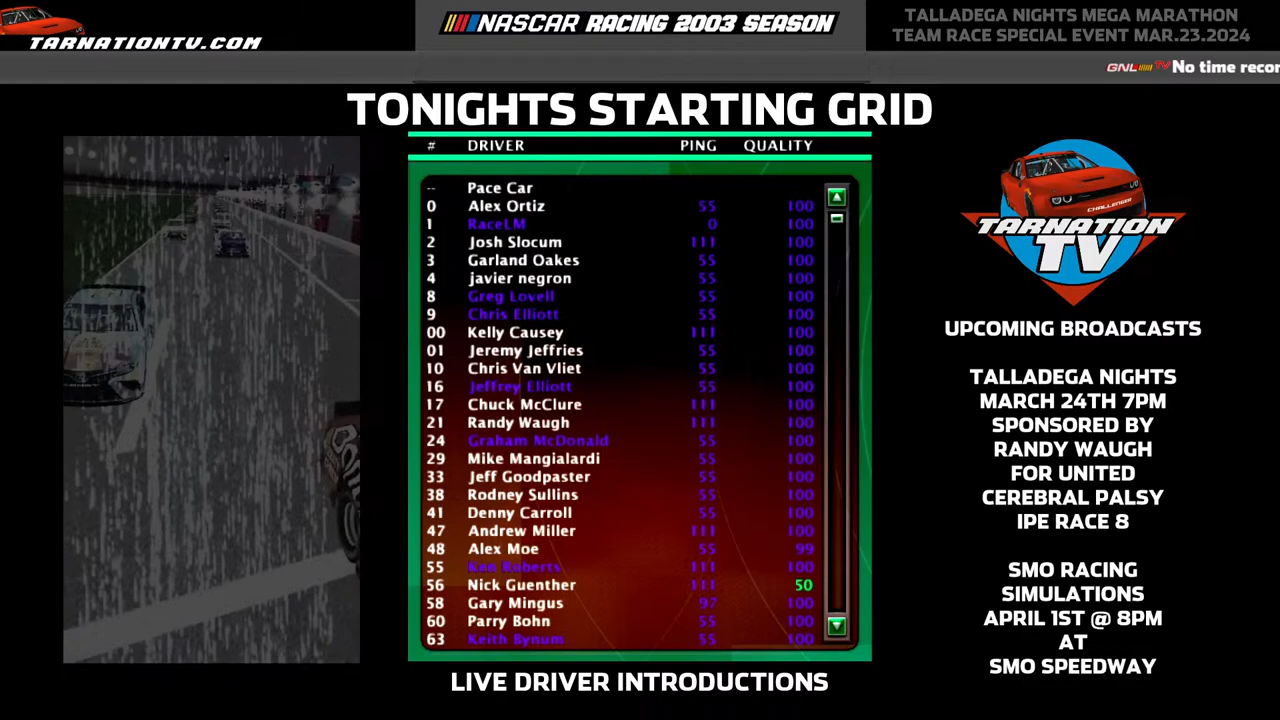 TARNATIONTV.COM
NASCAR RACING 2003 SEASON
TALLADEGA NIGHTS MEGA MARATHON
TEAM RACE SPECIAL EVENT MAR.23.2024
GNL TV No time recor
TONIGHTS STARTING GRID
# DRIVER PING QUALITY
-- Pace Car
0 Alex Ortiz 55 100
1 RaceLM 0 100
2 Josh Slocum 111 100
3 Garland Oakes 55 100
4 javier negron 55 100
8 Greg Lovell 55 100
9 Chris Elliott 55 100
00 Kelly Causey 111 100
01 Jeremy Jeffries 55 100
10 Chris Van Vliet 55 100
16 Jeffrey Elliott 55 100
17 Chuck McClure 111 100
21 Randy Waugh 111 100
24 Graham McDonald 55 100
29 Mike Mangialardi 55 100
33 Jeff Goodpaster 55 100
38 Rodney Sullins 55 100
41 Denny Carroll 55 100
47 Andrew Miller 111 100
48 Alex Moe 55 99
55 Ken Roberts 111 100
56 Nick Guenther 111 50
58 Gary Mingus 97 100
60 Parry Bohn 55 100
63 Keith Bynum 55 100
LIVE DRIVER INTRODUCTIONS
CHALLENGER
TARNATION
TV
UPCOMING BROADCASTS
TALLADEGA NIGHTS
MARCH 24TH 7PM
SPONSORED BY
RANDY WAUGH
FOR UNITED
CEREBRAL PALSY
IPE RACE 8
SMO RACING
SIMULATIONS
APRIL 1ST @ 8PM
AT
SMO SPEEDWAY